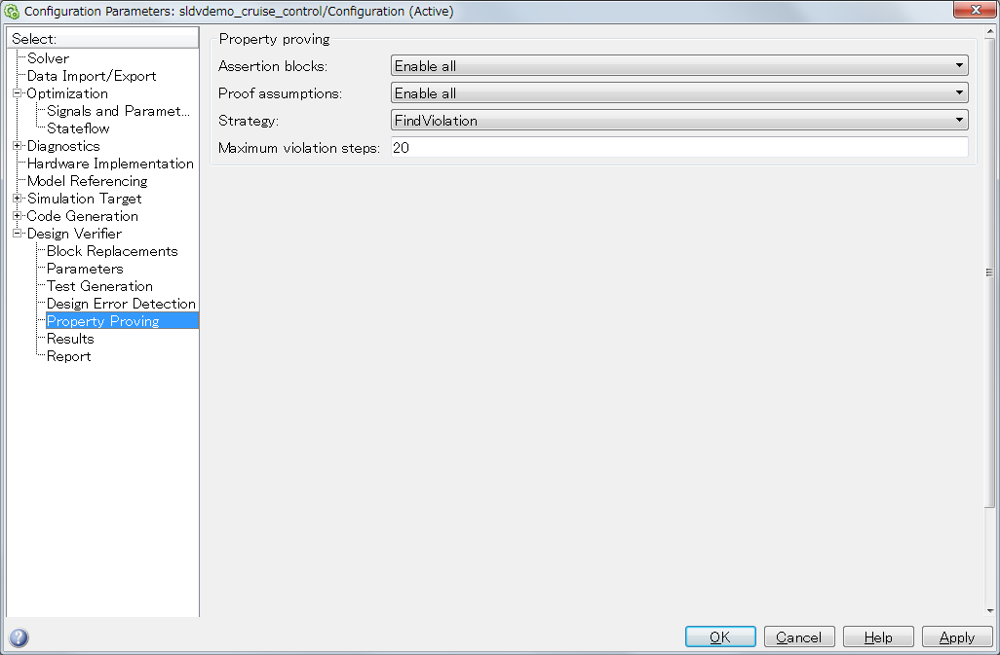 Configuration Parameters: sldvdemo_cruise_control/Configuration (Active)
Select:
Solver
Data Import/Export
Optimization
Signals and Paramet...
Stateflow
Diagnostics
Hardware Implementation
Model Referencing
Simulation Target
Code Generation
Design Verifier
Block Replacements
Parameters
Test Generation
Design Error Detection
Property Proving
Results
Report
Property proving
Assertion blocks: Enable all
Proof assumptions: Enable all
Strategy: FindViolation
Maximum violation steps: 20
OK Cancel Help Apply